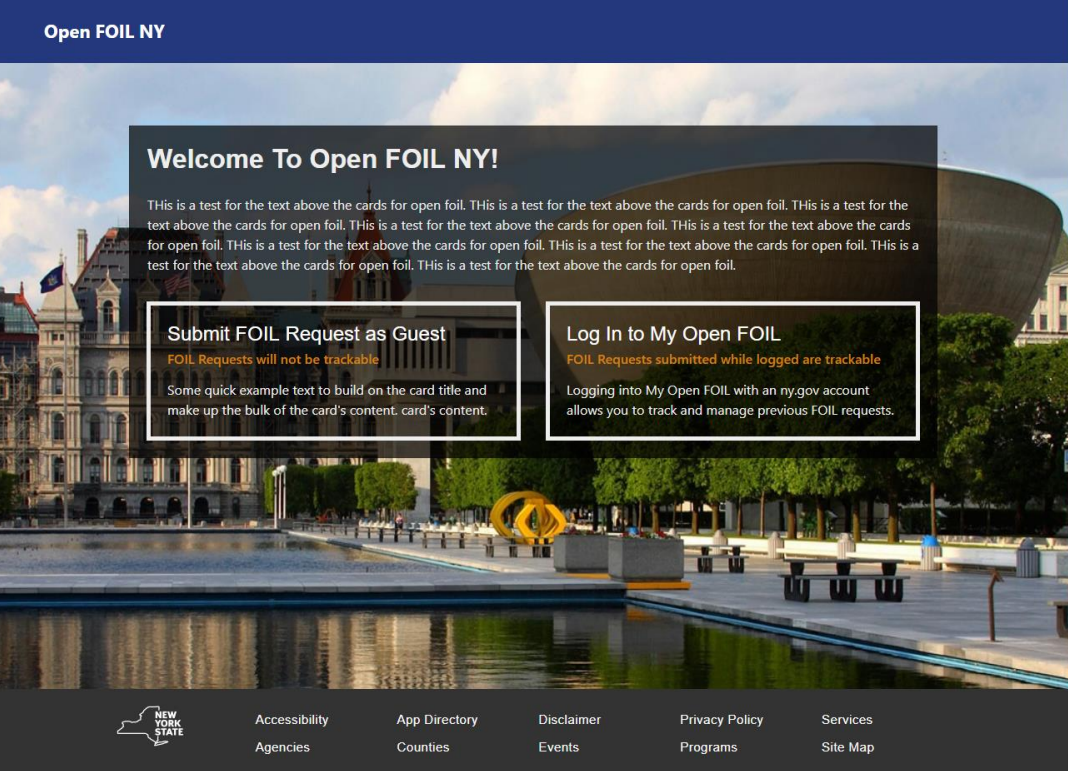 Open FOIL NY
Welcome To Open FOIL NY!
THis is a test for the text above the cards for open foil. THis is a test for the text above the cards for open foil. THis is a test for the
text above the cards for open foil. THis is a test for the text above the cards for open foil. THis is a test for the text above the cards
for open foil. THis is a test for the text above the cards for open foil. THis is a test for the text above the cards for open foil. THis is a
test for the text above the cards for open foil. THis is a test for the text above the cards for open foil.
Submit FOIL Request as Guest
FOIL Requests will not be trackable
Some quick example text to build on the card title and
make up the bulk of the card's content. card's content.
Log In to My Open FOIL
FOIL Requests submitted while logged are trackable
Logging into My Open FOIL with an ny.gov account
allows you to track and manage previous FOIL requests.
NEW
YORK
STATE
Accessibility
App Directory
Disclaimer
Privacy Policy
Services
Agencies
Counties
Events
Programs
Site Map